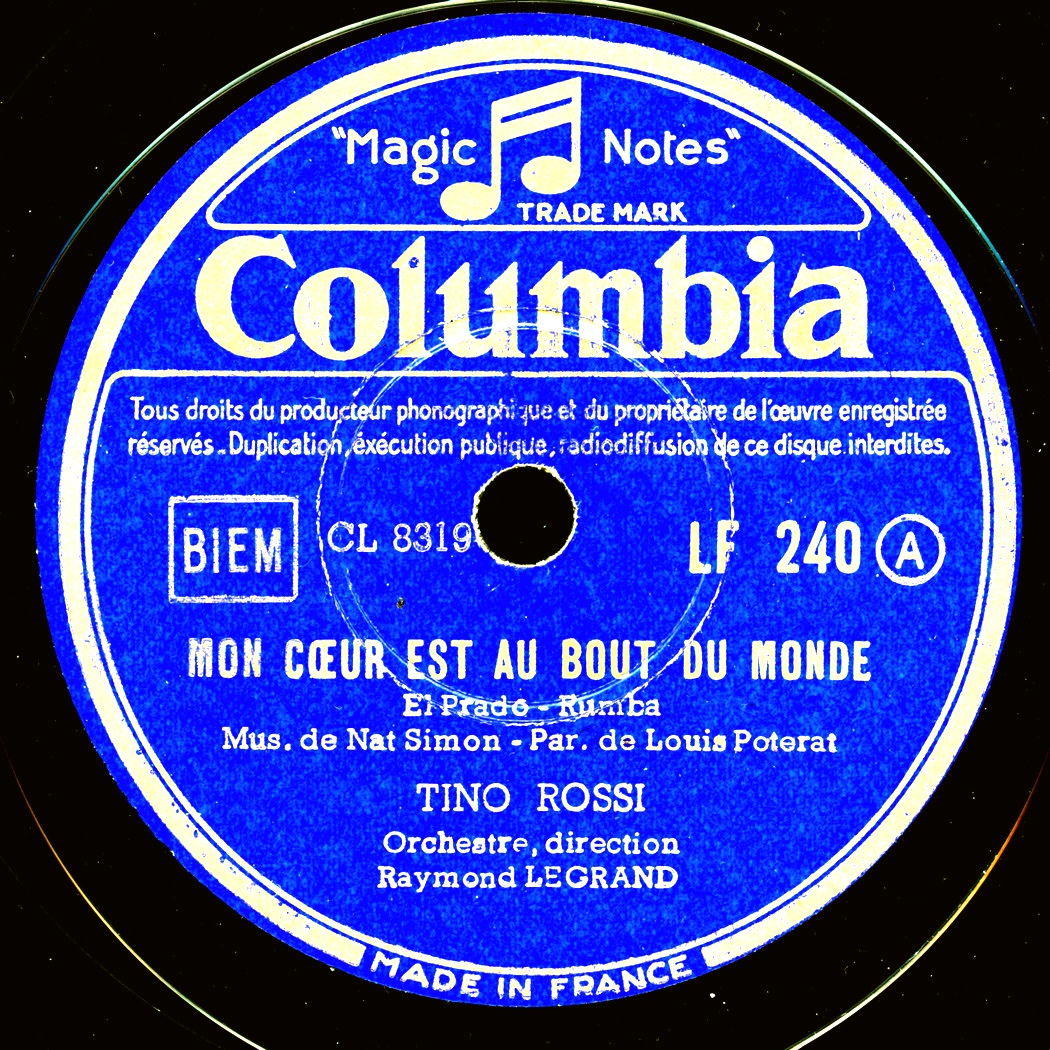 "Magic Notes"
TRADE MARK
Columbia
Tous droits du producteur phonographique et du propriétaire de l'œuvre enregistrée
réservés. Duplication, éxécution publique, radiodiffusion de ce disque interdites.
BIEM CL 8319 LF 240 A
MON CŒUR EST AU BOUT DU MONDE
El Prado - Rumba
Mus. de Nat Simon - Par. de Louis Poterat
TINO ROSSI
Orchestre, direction
Raymond LEGRAND
MADE IN FRANCE